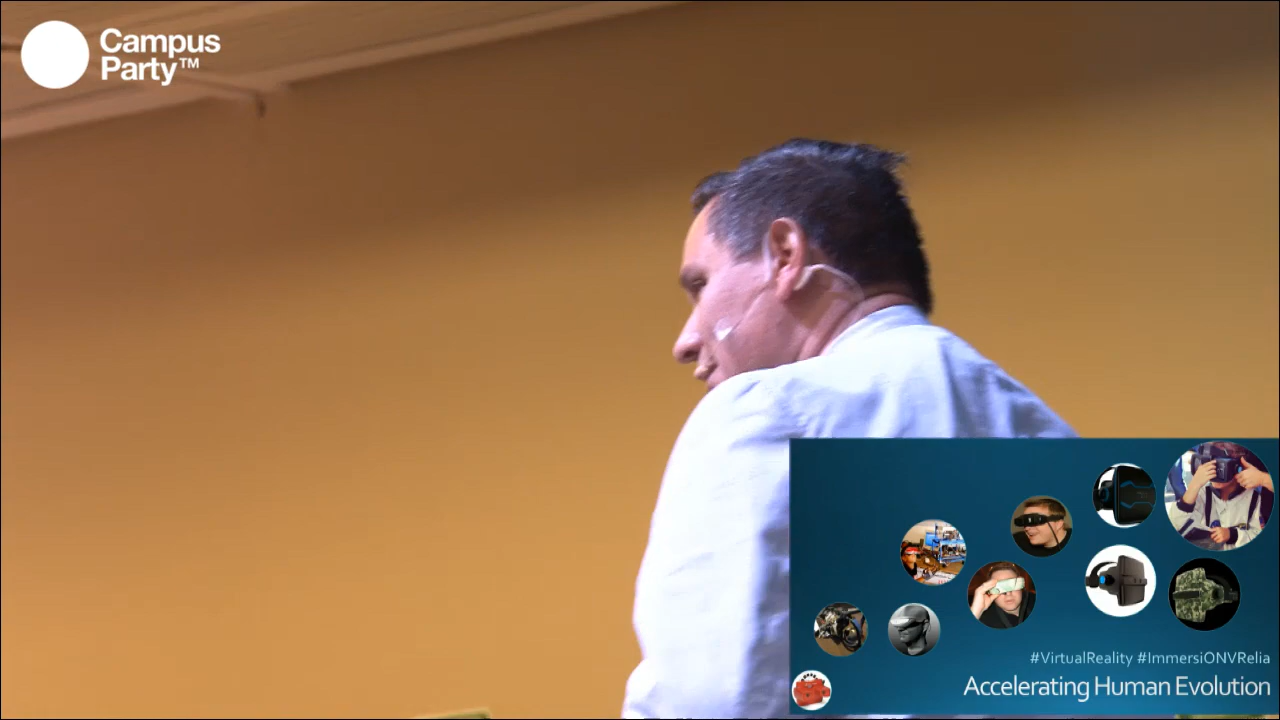 Campus
Party™
#VirtualReality #ImmersiONVRelia
Accelerating Human Evolution